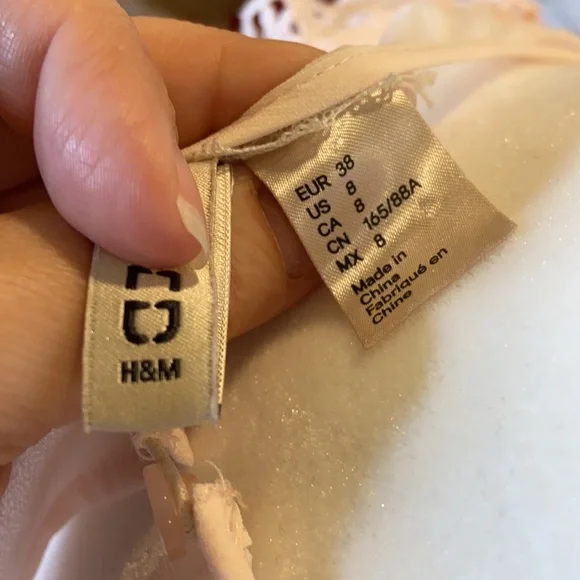 H&M
EUR 38
US 8
CA 8
CN 165/88A
MX 8
Made in
China
Fabriqué en
Chine